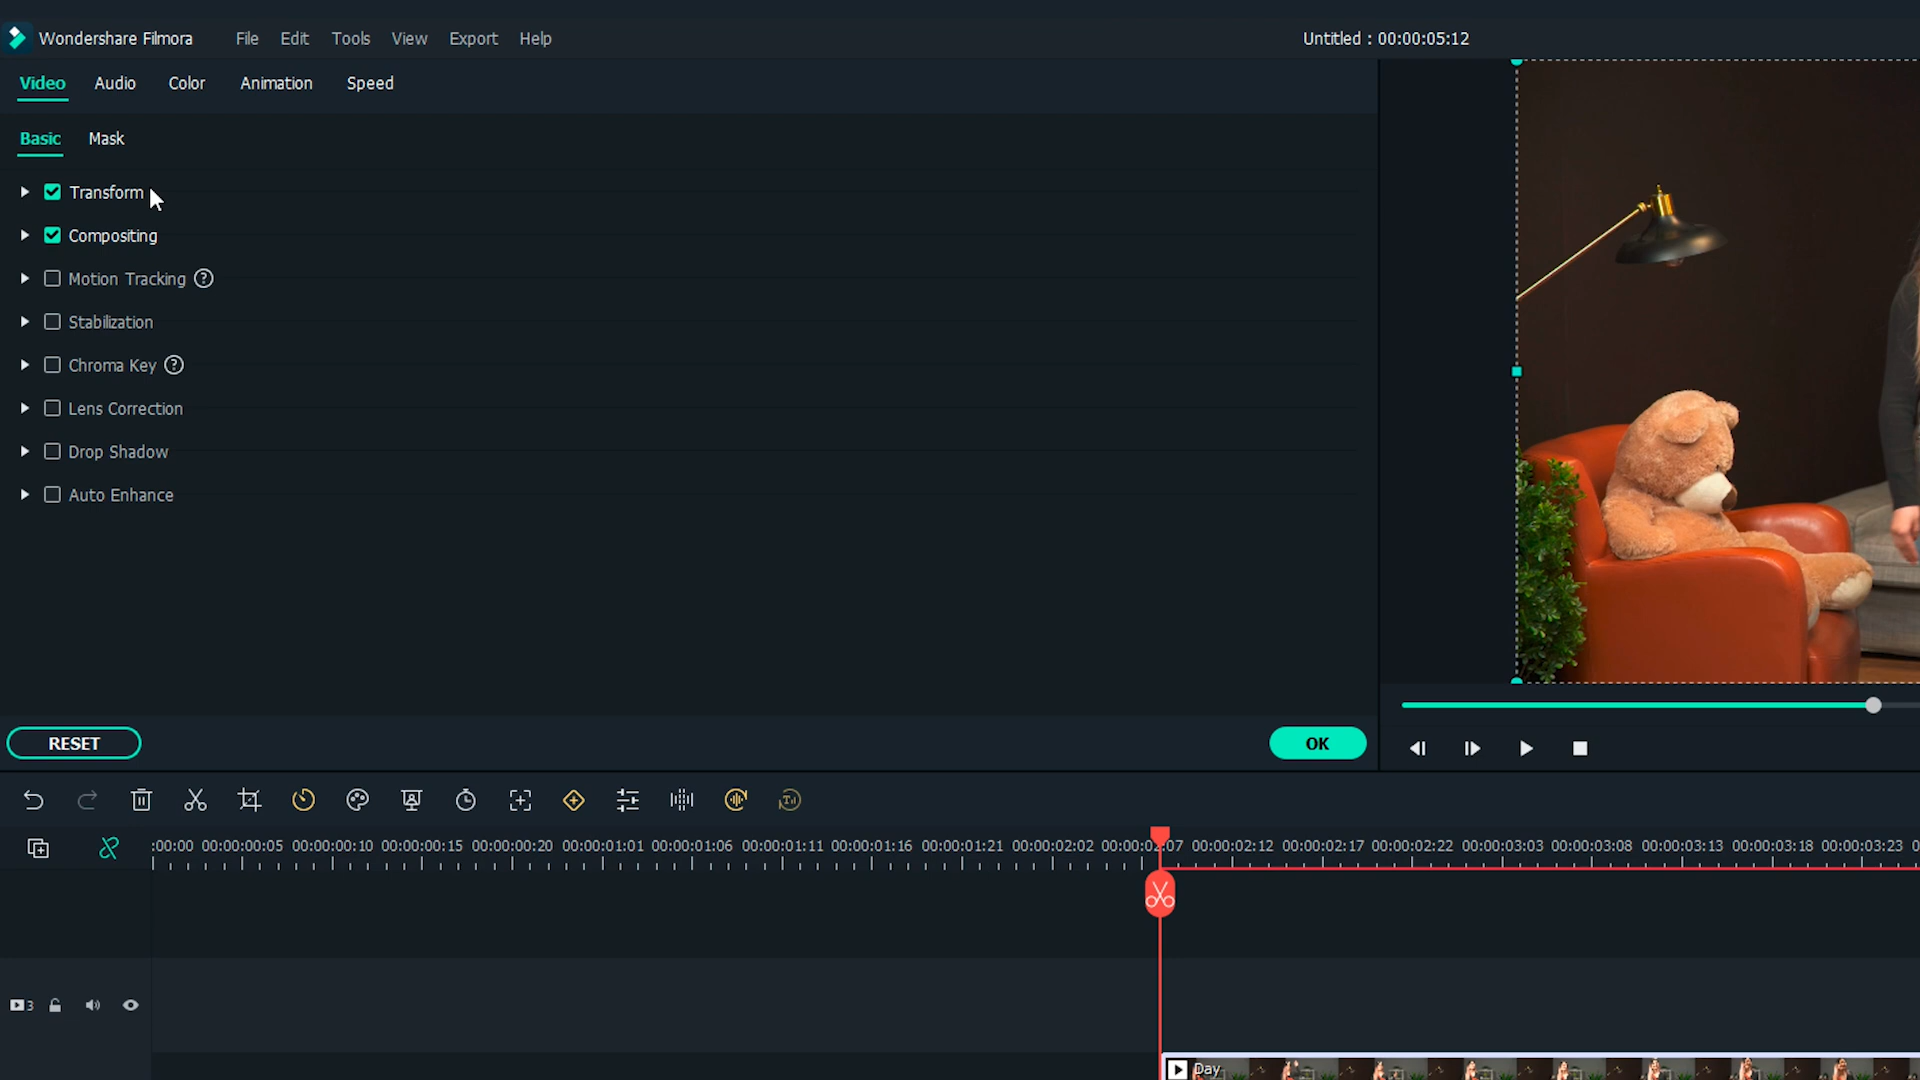 Wondershare Filmora File Edit Tools View Export Help Untitled : 00:00:05:12
Video Audio Color Animation Speed
Basic Mask
Transform
Compositing
Motion Tracking ?
Stabilization
Chroma Key ?
Lens Correction
Drop Shadow
Auto Enhance
RESET OK
:00:00 00:00:00:05 00:00:00:10 00:00:00:15 00:00:00:20 00:00:01:01 00:00:01:06 00:00:01:11 00:00:01:16 00:00:01:21 00:00:02:02 00:00:02:07 00:00:02:12 00:00:02:17 00:00:02:22 00:00:03:03 00:00:03:08 00:00:03:13 00:00:03:18 00:00:03:23 0
3
Day